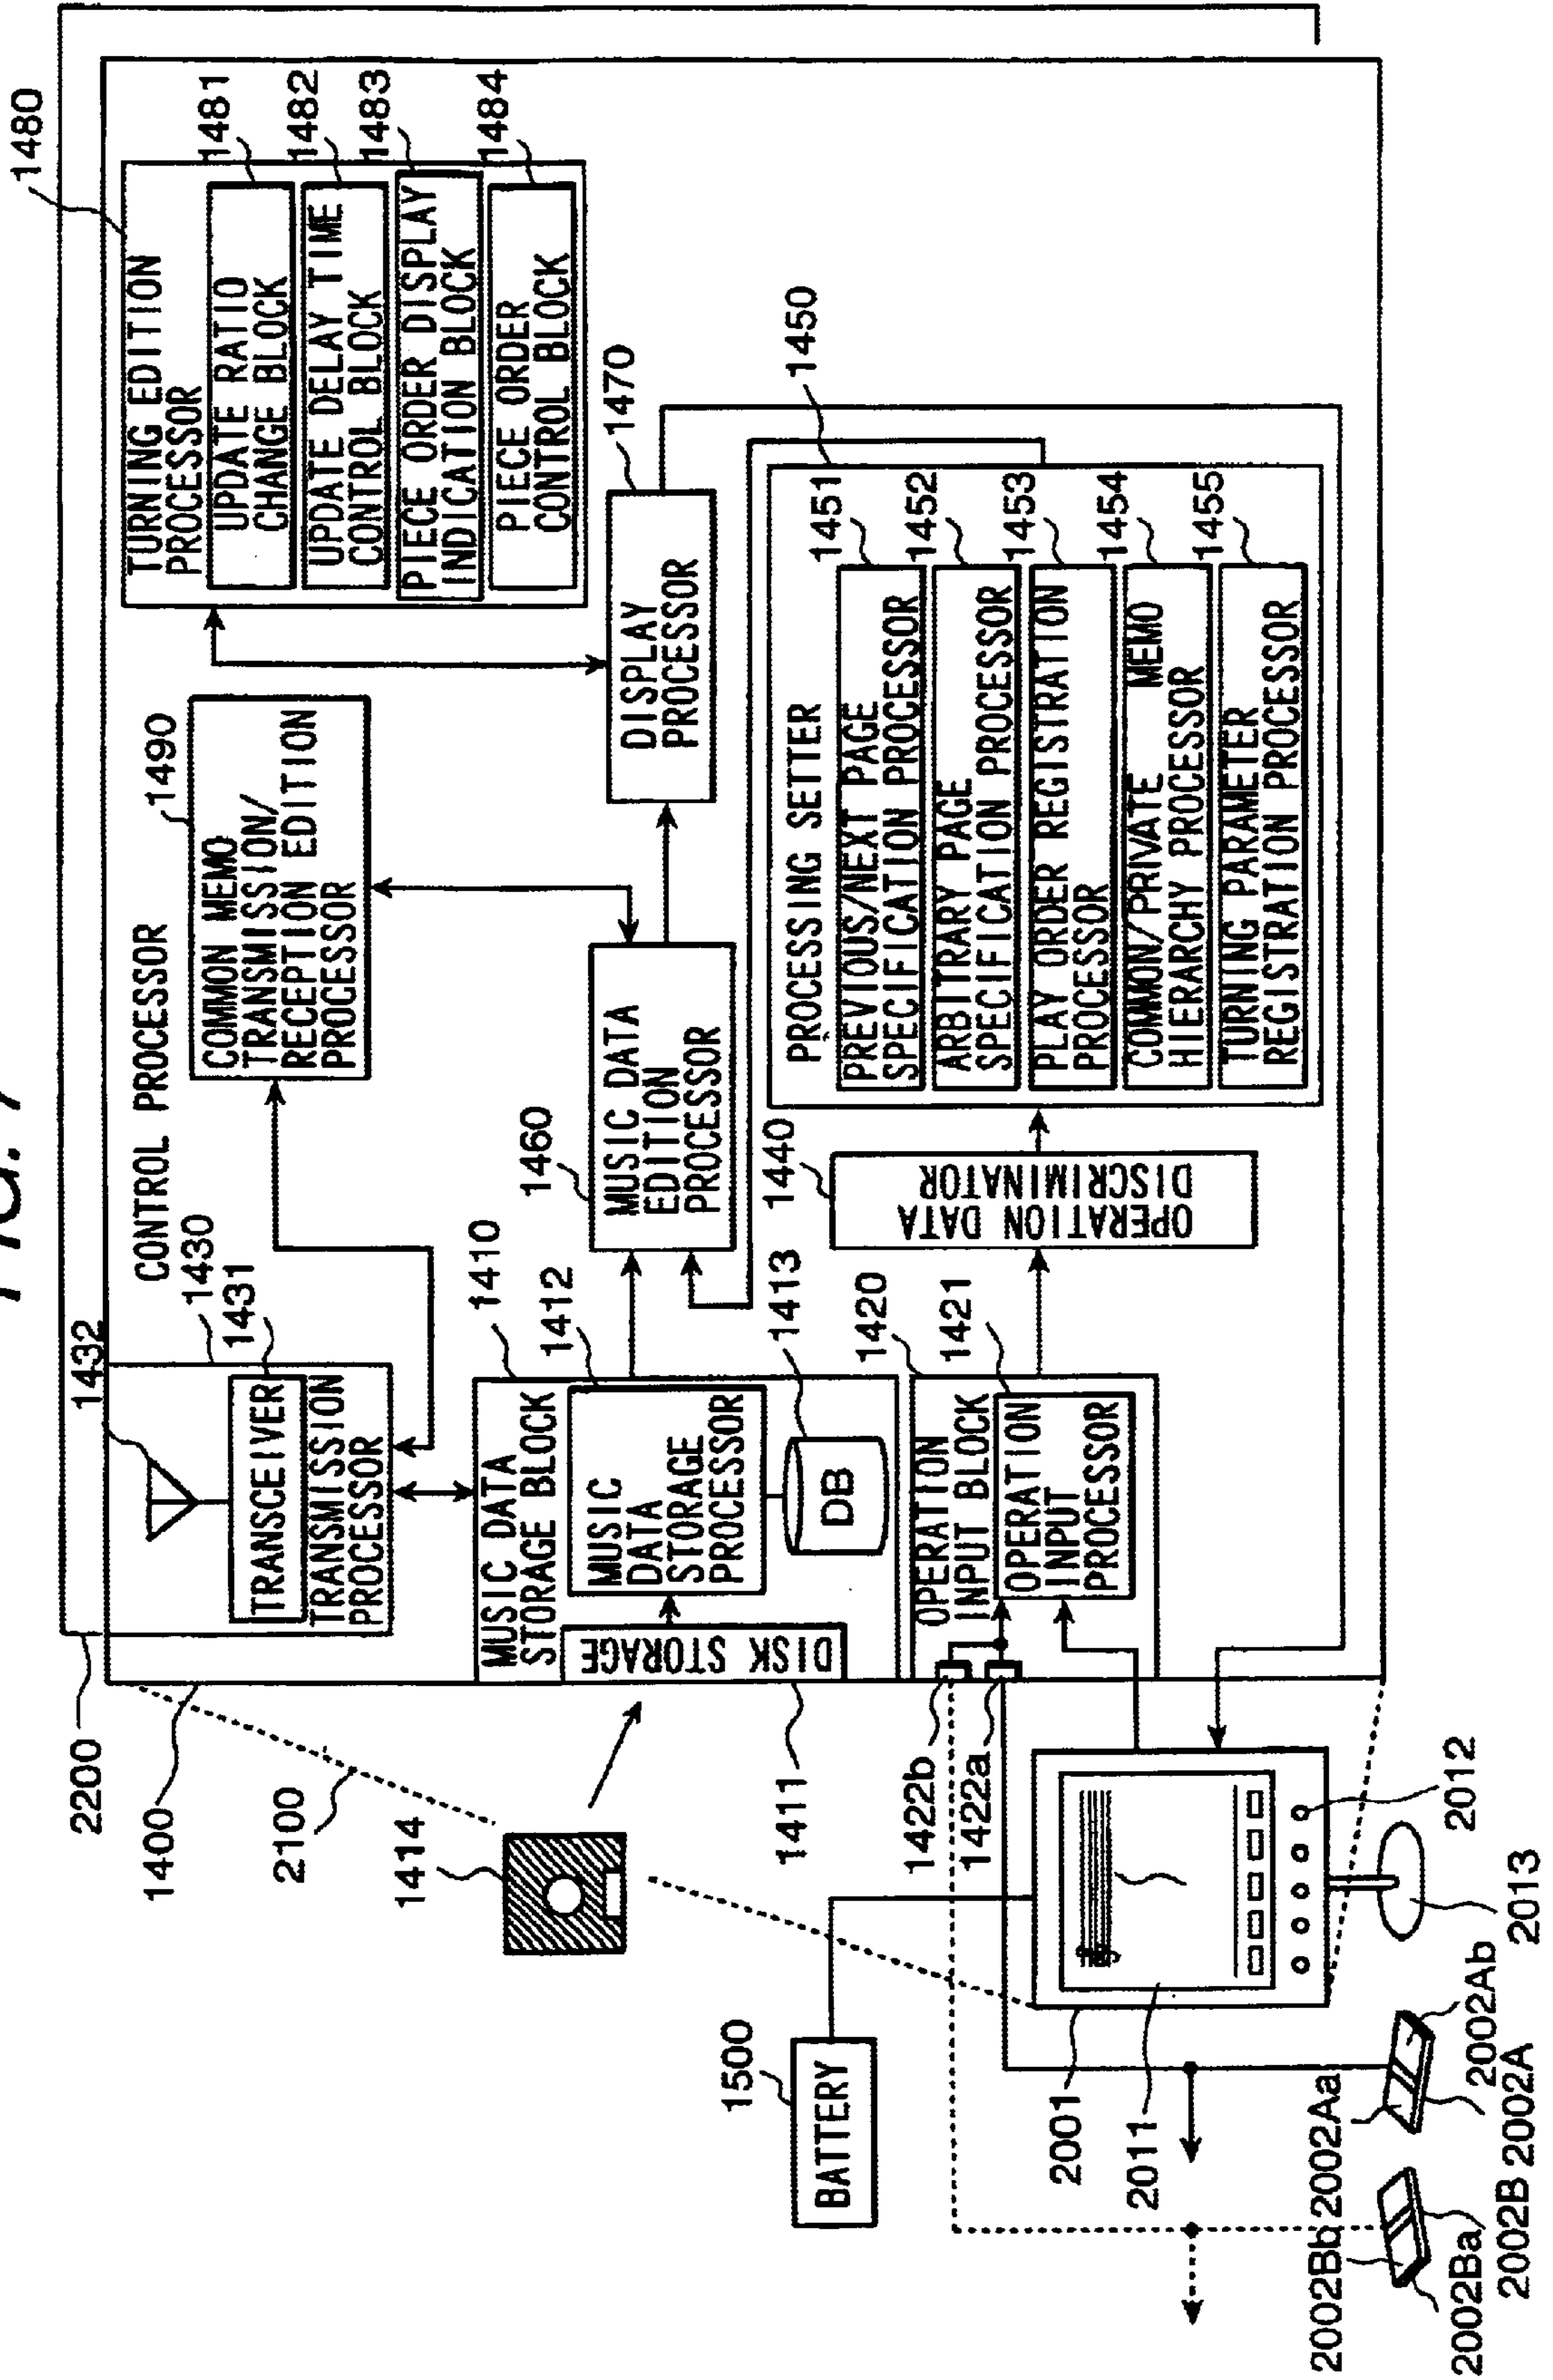 1480
TURNING EDITION
PROCESSOR
UPDATE RATIO
CHANGE BLOCK
1481
UPDATE DELAY TIME
CONTROL BLOCK
1482
PIECE ORDER DISPLAY
INDICATION BLOCK
1483
PIECE ORDER
CONTROL BLOCK
1484
CONTROL PROCESSOR
1490
COMMON MEMO
TRANSMISSION/
RECEPTION EDITION
PROCESSOR
1432
1430
1431
TRANSCEIVER
TRANSMISSION
PROCESSOR
2200
1400
2100
1414
1410
MUSIC DATA
STORAGE BLOCK
1412
MUSIC
DATA
STORAGE
PROCESSOR
1413
DB
DISK STORAGE
1411
1460
MUSIC DATA
EDITION
PROCESSOR
1470
DISPLAY
PROCESSOR
1450
PROCESSING SETTER
PREVIOUS/NEXT PAGE
SPECIFICATION PROCESSOR
1451
ARBITRARY PAGE
SPECIFICATION PROCESSOR
1452
PLAY ORDER REGISTRATION
PROCESSOR
1453
COMMON/PRIVATE MEMO
HIERARCHY PROCESSOR
1454
TURNING PARAMETER
REGISTRATION PROCESSOR
1455
1440
OPERATION DATA
DISCRIMINATOR
1420
OPERATION
INPUT BLOCK
1421
OPERATION
INPUT
PROCESSOR
1422b
1422a
1500
BATTERY
2001
2011
2012
2013
2002Ab
2002Aa
2002A
2002Bb
2002Ba
2002B